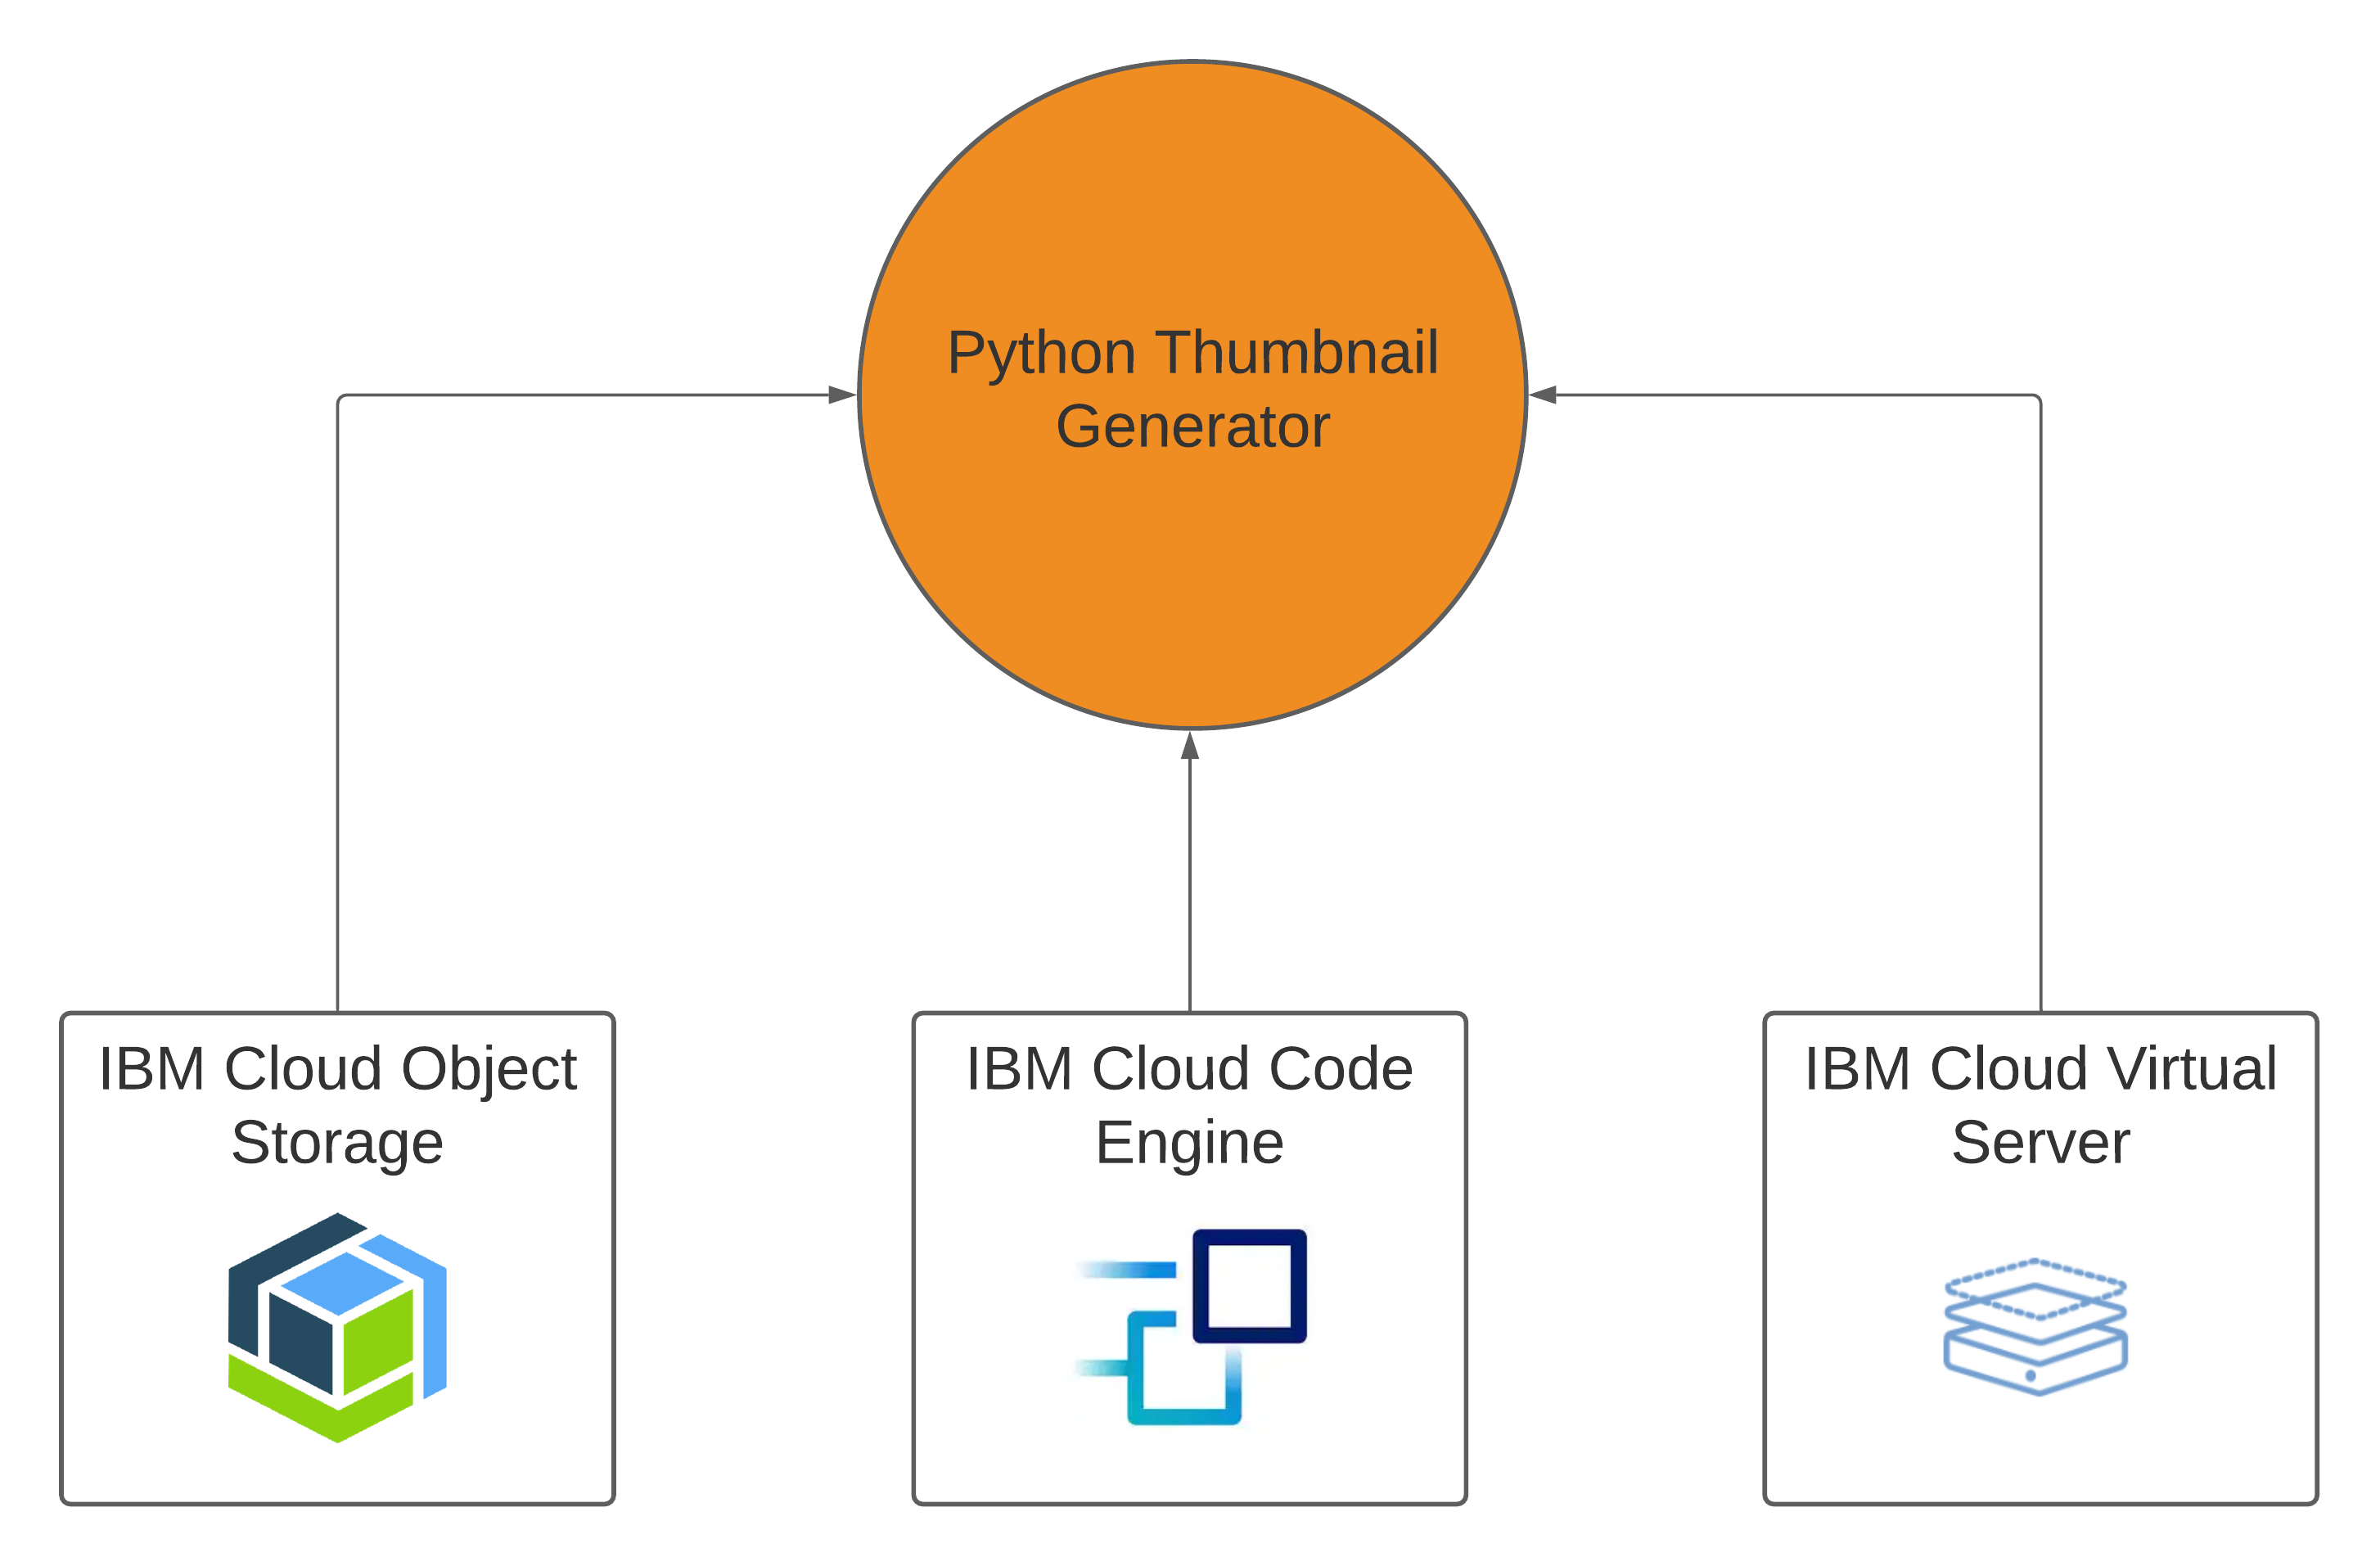 Python Thumbnail
Generator
IBM Cloud Object
Storage
IBM Cloud Code
Engine
IBM Cloud Virtual
Server